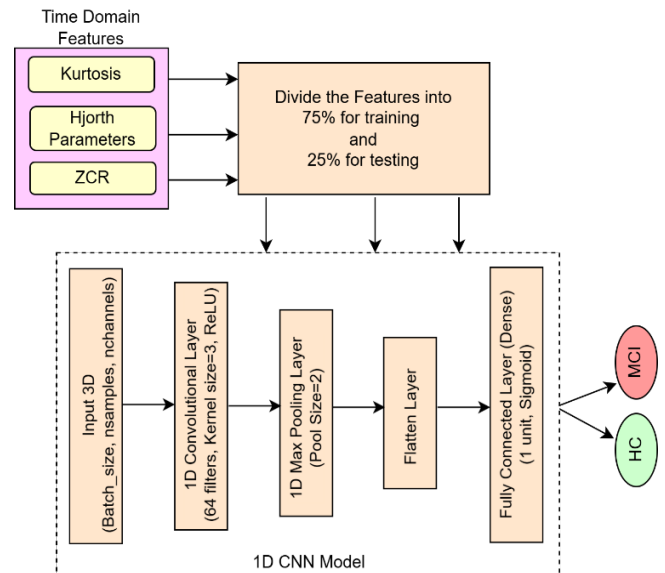 Time Domain
Features
Kurtosis
Hjorth
Parameters
ZCR
Divide the Features into
75% for training
and
25% for testing
Input 3D
(Batch_size, nsamples, nchannels)
1D Convolutional Layer
(64 filters, Kernel size=3, ReLU)
1D Max Pooling Layer
(Pool Size=2)
Flatten Layer
Fully Connected Layer (Dense)
(1 unit, Sigmoid)
MCI
HC
1D CNN Model